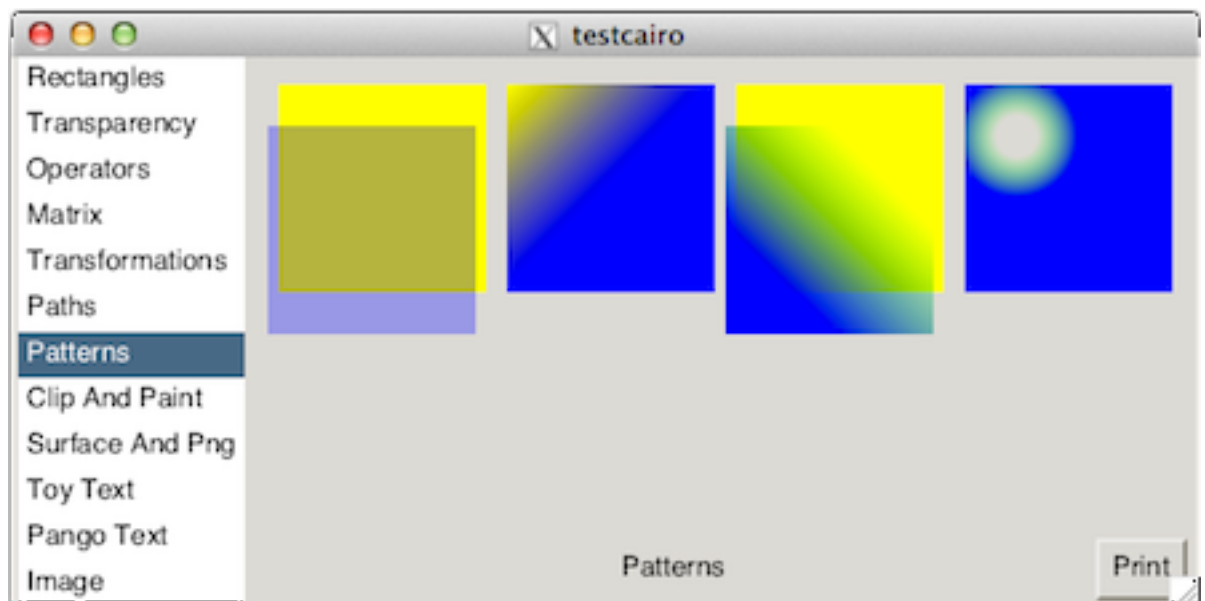 testcairo
Rectangles
Transparency
Operators
Matrix
Transformations
Paths
Patterns
Clip And Paint
Surface And Png
Toy Text
Pango Text
Image
Patterns
Print